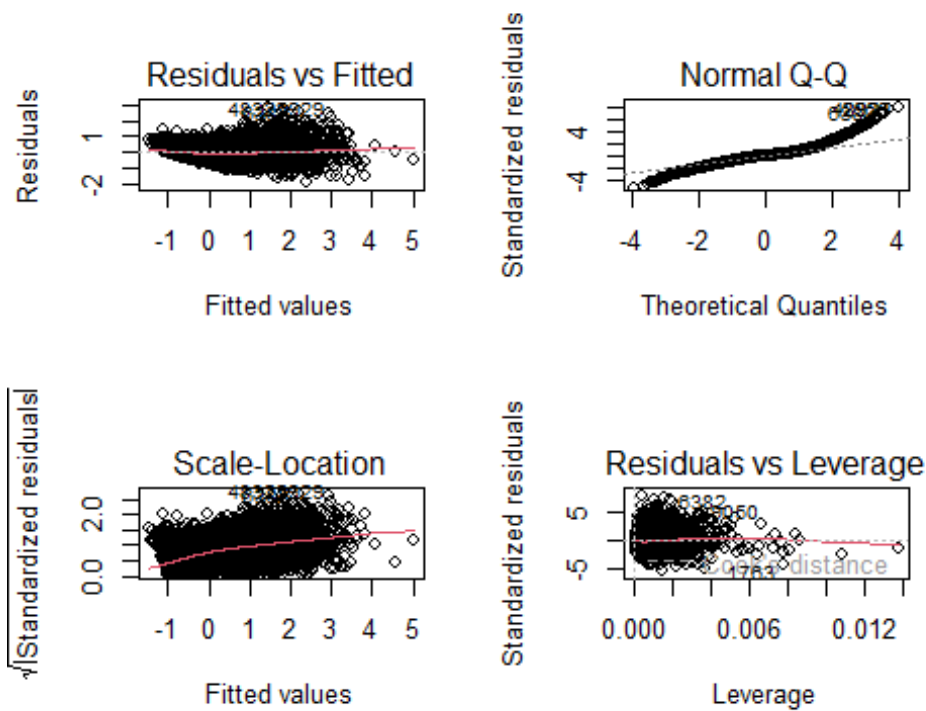 Residuals vs Fitted
Residuals
1
-2
-1 0 1 2 3 4 5
Fitted values
Normal Q-Q
Standardized residuals
4
-4
-4 -2 0 2 4
Theoretical Quantiles
Scale-Location
√|Standardized residuals|
2.0
0.0
-1 0 1 2 3 4 5
Fitted values
Residuals vs Leverage
Standardized residuals
5
-5
6382
Cook's distance
1763
0.000 0.006 0.012
Leverage